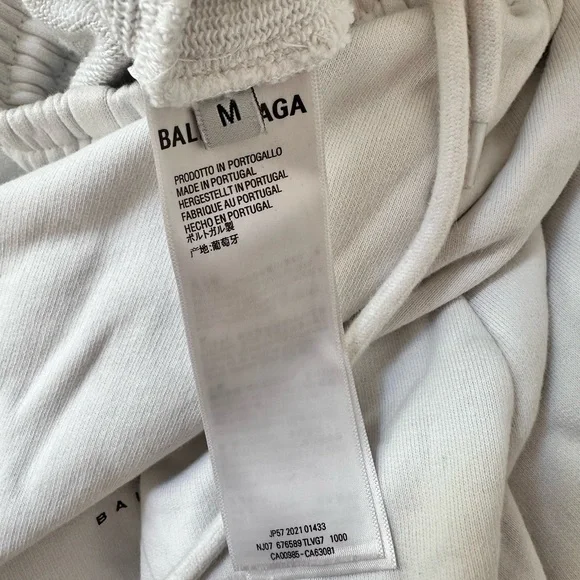 M
BAL AGA
PRODOTTO IN PORTOGALLO
MADE IN PORTUGAL
HERGESTELLT IN PORTUGAL
FABRIQUE AU PORTUGAL
HECHO EN PORTUGAL
ポルトガル製
产地:葡萄牙
BAL
JP57 2021 01433
NJ07 676589 TLVG7 1000
CA00985-CA63081